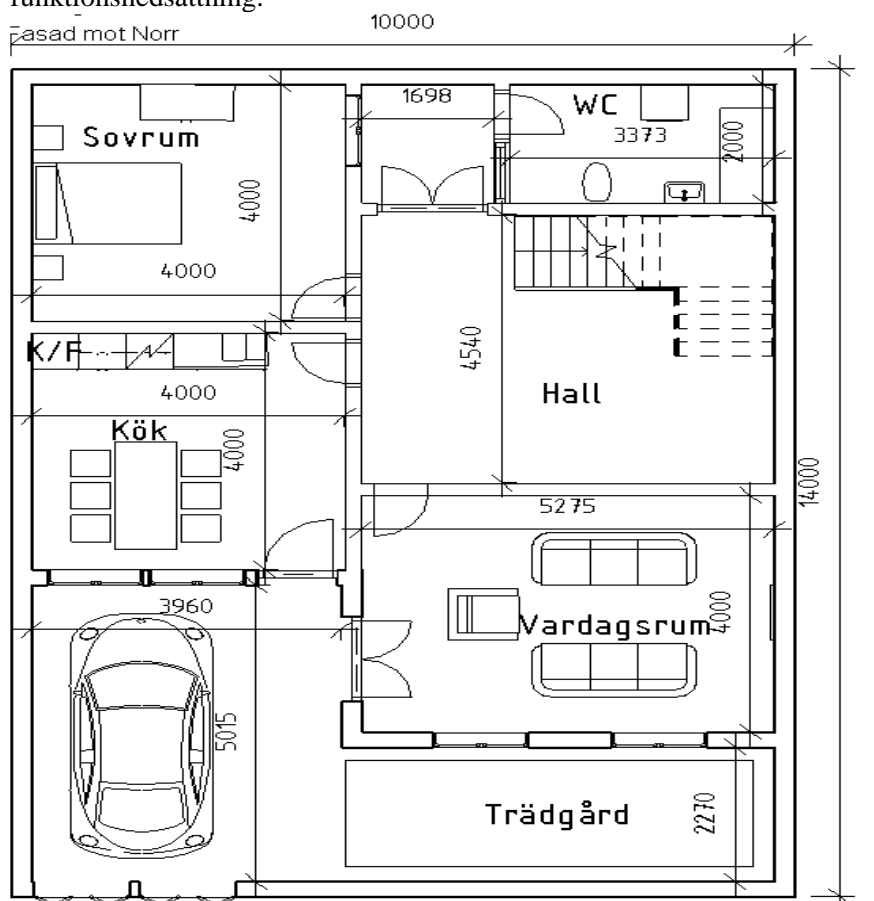 funktionsnedsättning.
10000
Fasad mot Norr
1698
WC
Sovrum
3373
2000
4000
4000
K/F
4540
4000
Hall
Kök
4000
14000
5275
3960
Vardagsrum
4000
5015
Trädgård
2270